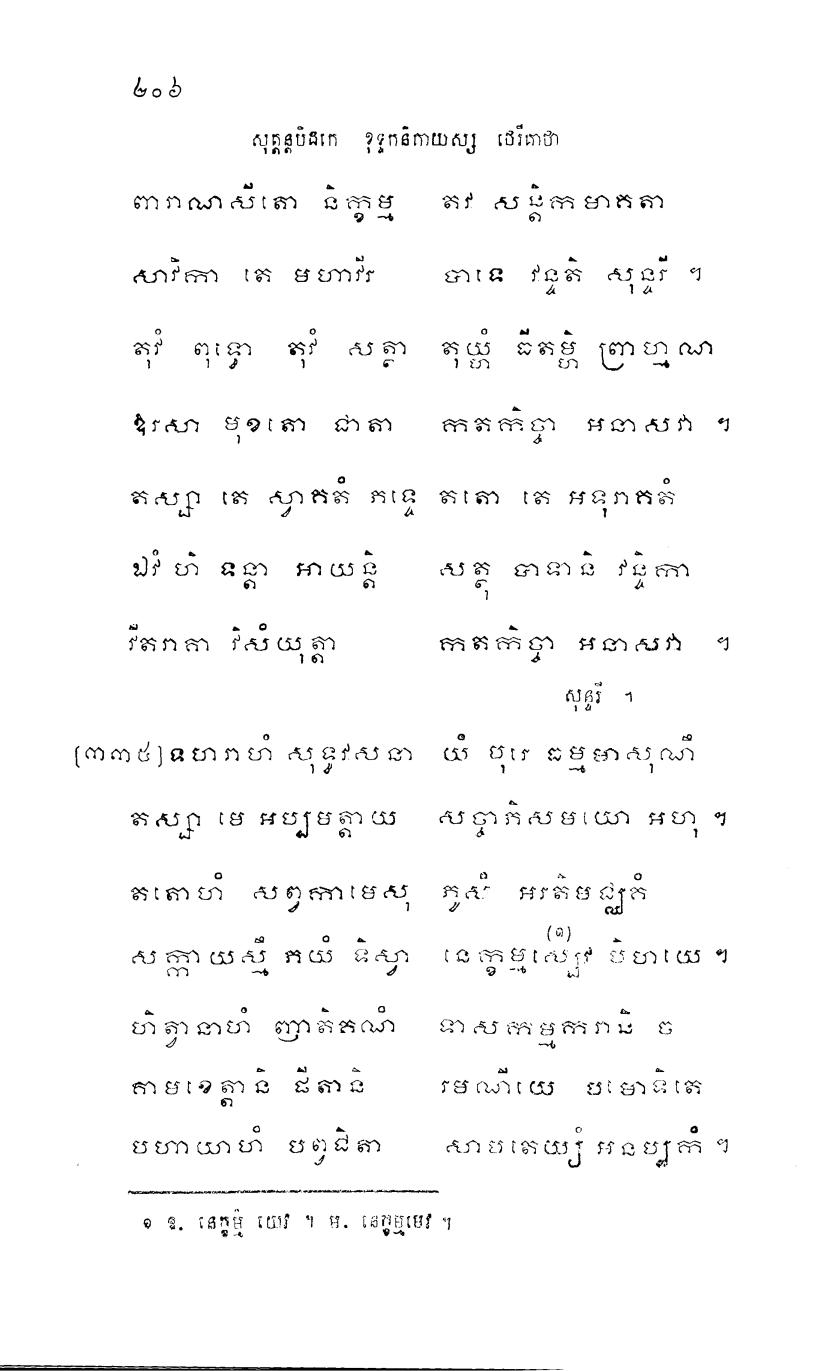 ២០៦
សុត្តន្តបិដកេ ខុទ្ទកនិកាយស្ស ថេរីគាថា
ពារាណសីតោ និក្ខម្ម តវ សន្តិកមាគតា
សាវិកា តេ មហាវីរ បាទេ វន្ទតិ សុន្ទរី ។
តុវំ ពុទ្ធោ តុវំ សត្ថា តុយ្ហំ ធីតម្ហិ ព្រាហ្មណ
ឱរសា មុខតោ ជាតា កតកិច្ចា អនាសវា ។
តស្សា តេ ស្វាគតំ ភទ្ទេ តតោ តេ អទុរាគតំ
ឯវំ ហិ ទន្តា អាយន្តិ សត្ថុ បាទានិ វន្ទិកា
វីតរាគា វិសំយុត្តា កតកិច្ចា អនាសវា ។
សុន្ទរី ។
[៣៣៥] ទហរាហំ សុទ្ធវសនា យំ បុរេ ធម្មមាសុណឹ
តស្សា មេ អប្បមត្តាយ សច្ចាភិសមយោ អហុ ។
តតោហំ សព្វកាមេសុ ភូសំ អរតិមជ្ឈគំ
សក្កាយស្មឹ ភយំ ទិស្វា នេក្ខម្មស្សេវ បិហយេ ។
(១)
ហិត្វានាហំ ញាតិគណំ ទាសកម្មករានិ ច
គាមខេត្តានិ ផីតានិ រមណីយេ បមោទិតេ
បហាយាហំ បព្វជិតា សាបតេយ្យំ អនប្បកំ ។
១ ឱ. នេក្ខម្មំ យេវ ។ ម. នេក្ខម្មមេវ ។